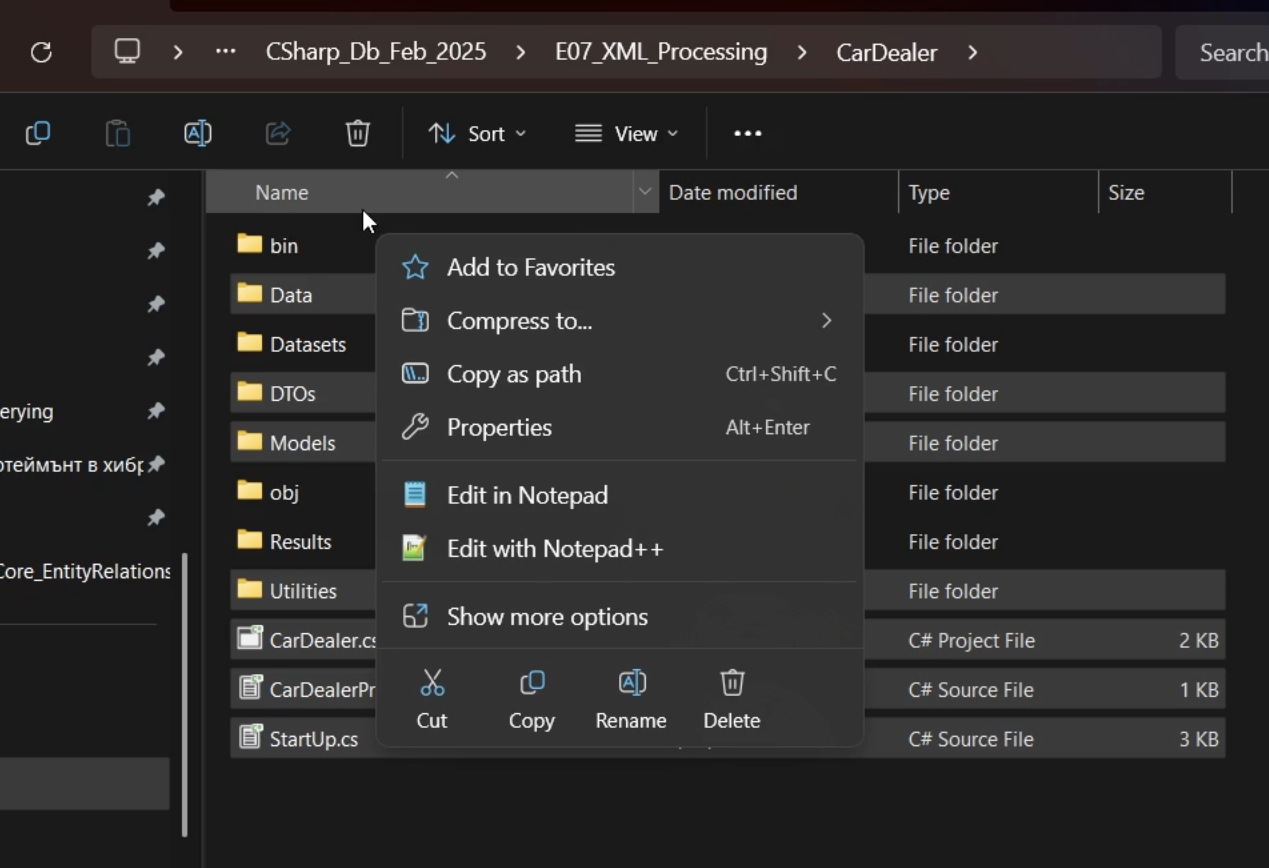 CSharp_Db_Feb_2025 > E07_XML_Processing > CarDealer >
Search
Sort
View
Name
Date modified
Type
Size
bin
File folder
Data
File folder
Datasets
File folder
DTOs
File folder
Models
File folder
obj
File folder
Results
File folder
Utilities
File folder
CarDealer.cs
C# Project File
2 KB
CarDealerPr
C# Source File
1 KB
StartUp.cs
C# Source File
3 KB
Add to Favorites
Compress to...
Copy as path
Ctrl+Shift+C
Properties
Alt+Enter
Edit in Notepad
Edit with Notepad++
Show more options
Cut
Copy
Rename
Delete
erying
отеймънт в хибр
Core_EntityRelations